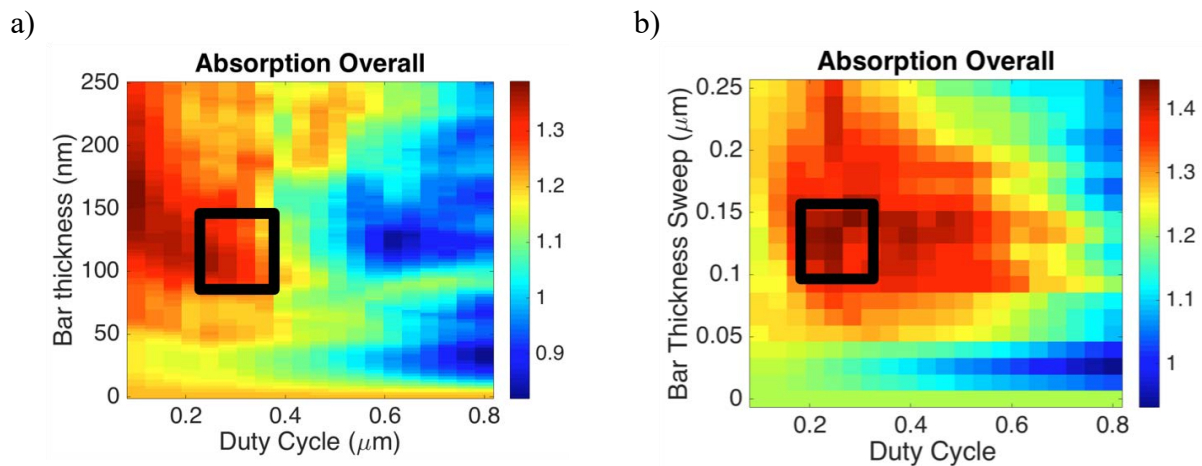 a)
Absorption Overall
Bar thickness (nm)
250
200
150
100
50
0
0.2 0.4 0.6 0.8
Duty Cycle (μm)
1.3
1.2
1.1
1
0.9
b)
Absorption Overall
Bar Thickness Sweep (μm)
0.25
0.2
0.15
0.1
0.05
0
0.2 0.4 0.6 0.8
Duty Cycle
1.4
1.3
1.2
1.1
1